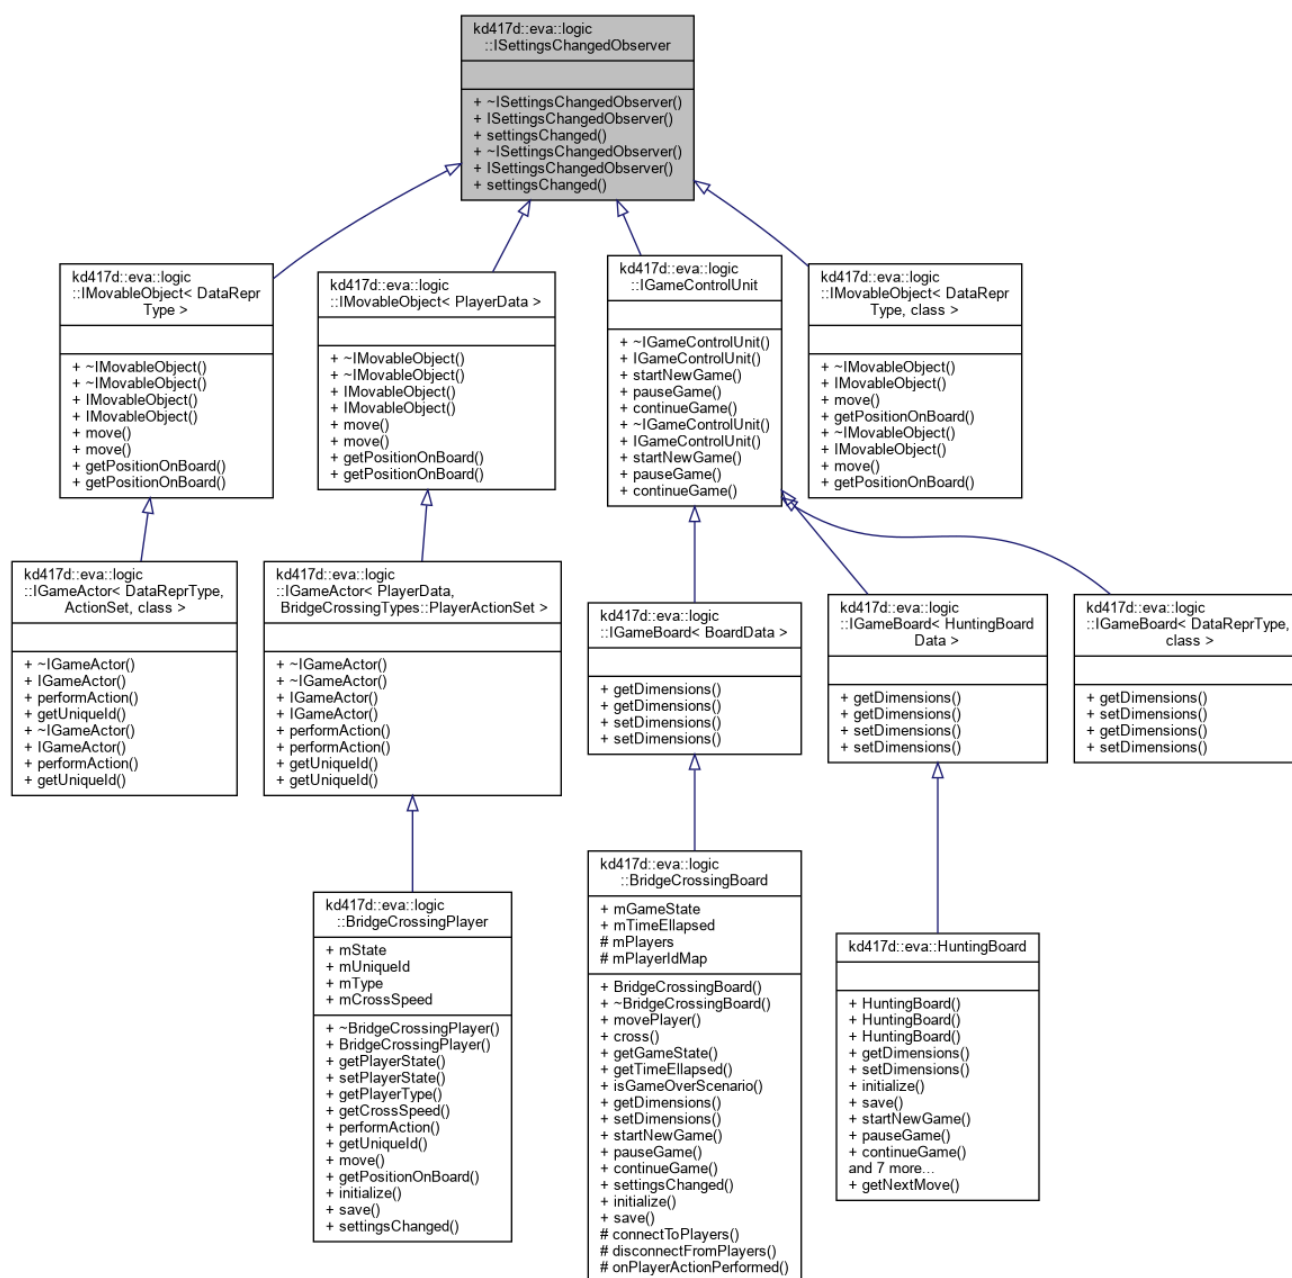 kd417d::eva::logic
::ISettingsChangedObserver
+ ~ISettingsChangedObserver()
+ ISettingsChangedObserver()
+ settingsChanged()
+ ~ISettingsChangedObserver()
+ ISettingsChangedObserver()
+ settingsChanged()
kd417d::eva::logic
::IMovableObject< DataRepr
Type >
+ ~IMovableObject()
+ ~IMovableObject()
+ IMovableObject()
+ IMovableObject()
+ move()
+ move()
+ getPositionOnBoard()
+ getPositionOnBoard()
kd417d::eva::logic
::IMovableObject< PlayerData >
+ ~IMovableObject()
+ ~IMovableObject()
+ IMovableObject()
+ IMovableObject()
+ move()
+ move()
+ getPositionOnBoard()
+ getPositionOnBoard()
kd417d::eva::logic
::IGameControlUnit
+ ~IGameControlUnit()
+ IGameControlUnit()
+ startNewGame()
+ pauseGame()
+ continueGame()
+ ~IGameControlUnit()
+ IGameControlUnit()
+ startNewGame()
+ pauseGame()
+ continueGame()
kd417d::eva::logic
::IMovableObject< DataRepr
Type, class >
+ ~IMovableObject()
+ IMovableObject()
+ move()
+ getPositionOnBoard()
+ ~IMovableObject()
+ IMovableObject()
+ move()
+ getPositionOnBoard()
kd417d::eva::logic
::IGameActor< DataReprType,
ActionSet, class >
+ ~IGameActor()
+ IGameActor()
+ performAction()
+ getUniqueId()
+ ~IGameActor()
+ IGameActor()
+ performAction()
+ getUniqueId()
kd417d::eva::logic
::IGameActor< PlayerData,
BridgeCrossingTypes::PlayerActionSet >
+ ~IGameActor()
+ ~IGameActor()
+ IGameActor()
+ IGameActor()
+ performAction()
+ performAction()
+ getUniqueId()
+ getUniqueId()
kd417d::eva::logic
::IGameBoard< BoardData >
+ getDimensions()
+ getDimensions()
+ setDimensions()
+ setDimensions()
kd417d::eva::logic
::IGameBoard< HuntingBoard
Data >
+ getDimensions()
+ getDimensions()
+ setDimensions()
+ setDimensions()
kd417d::eva::logic
::IGameBoard< DataReprType,
class >
+ getDimensions()
+ setDimensions()
+ getDimensions()
+ setDimensions()
kd417d::eva::logic
::BridgeCrossingPlayer
+ mState
+ mUniqueId
+ mType
+ mCrossSpeed
+ ~BridgeCrossingPlayer()
+ BridgeCrossingPlayer()
+ getPlayerState()
+ setPlayerState()
+ getPlayerType()
+ getCrossSpeed()
+ performAction()
+ getUniqueId()
+ move()
+ getPositionOnBoard()
+ initialize()
+ save()
+ settingsChanged()
kd417d::eva::logic
::BridgeCrossingBoard
+ mGameState
+ mTimeEllapsed
# mPlayers
# mPlayerIdMap
+ BridgeCrossingBoard()
+ ~BridgeCrossingBoard()
+ movePlayer()
+ cross()
+ getGameState()
+ getTimeEllapsed()
+ isGameOverScenario()
+ getDimensions()
+ setDimensions()
+ startNewGame()
+ pauseGame()
+ continueGame()
+ settingsChanged()
+ initialize()
+ save()
# connectToPlayers()
# disconnectFromPlayers()
# onPlayerActionPerformed()
kd417d::eva::HuntingBoard
+ HuntingBoard()
+ HuntingBoard()
+ HuntingBoard()
+ getDimensions()
+ setDimensions()
+ initialize()
+ save()
+ startNewGame()
+ pauseGame()
+ continueGame()
and 7 more...
+ getNextMove()